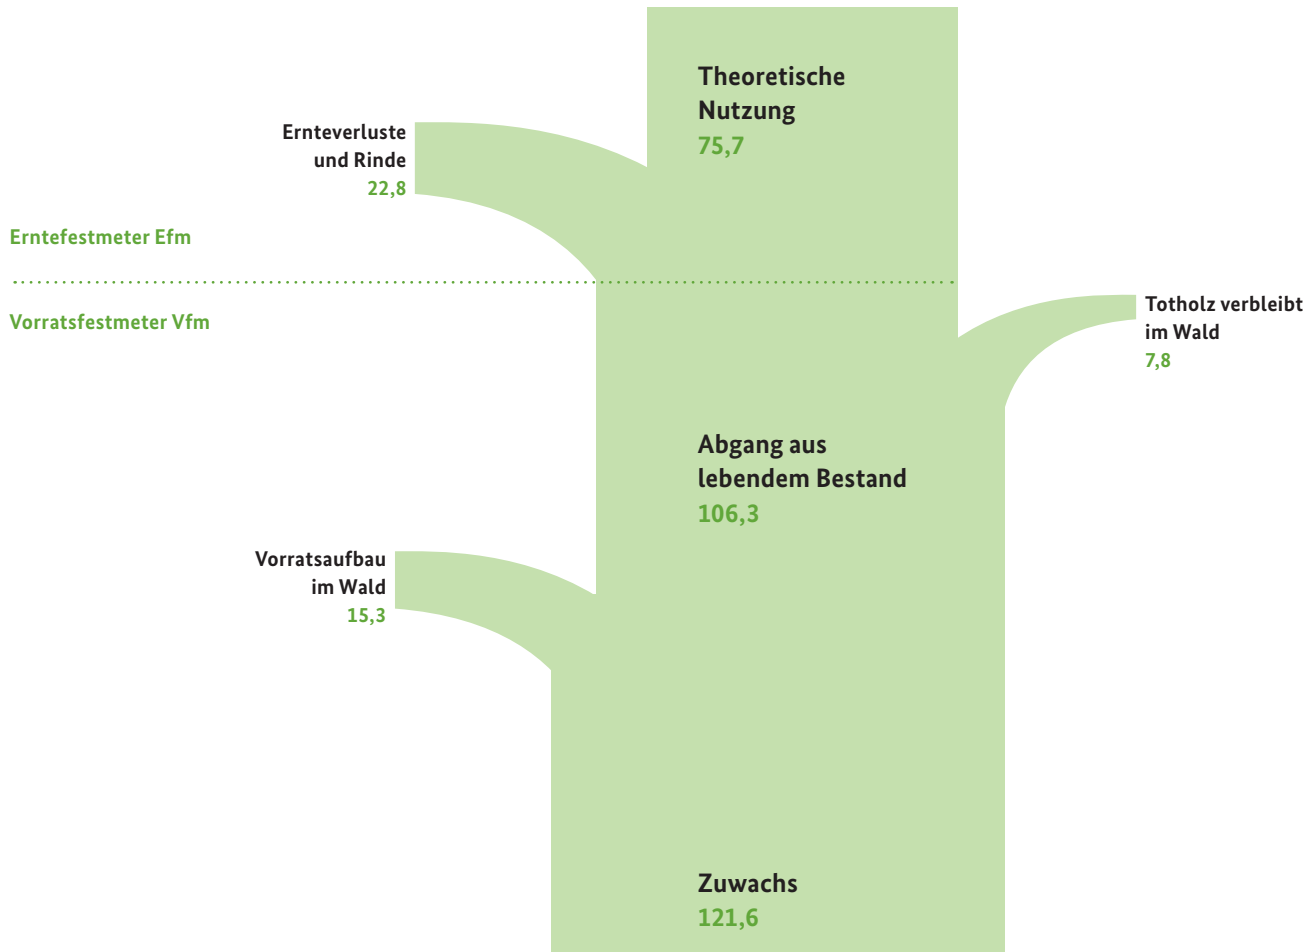 Theoretische
Nutzung
75,7
Ernteverluste
und Rinde
22,8
Erntefestmeter Efm
Vorratsfestmeter Vfm
Totholz verbleibt
im Wald
7,8
Abgang aus
lebendem Bestand
106,3
Vorratsaufbau
im Wald
15,3
Zuwachs
121,6